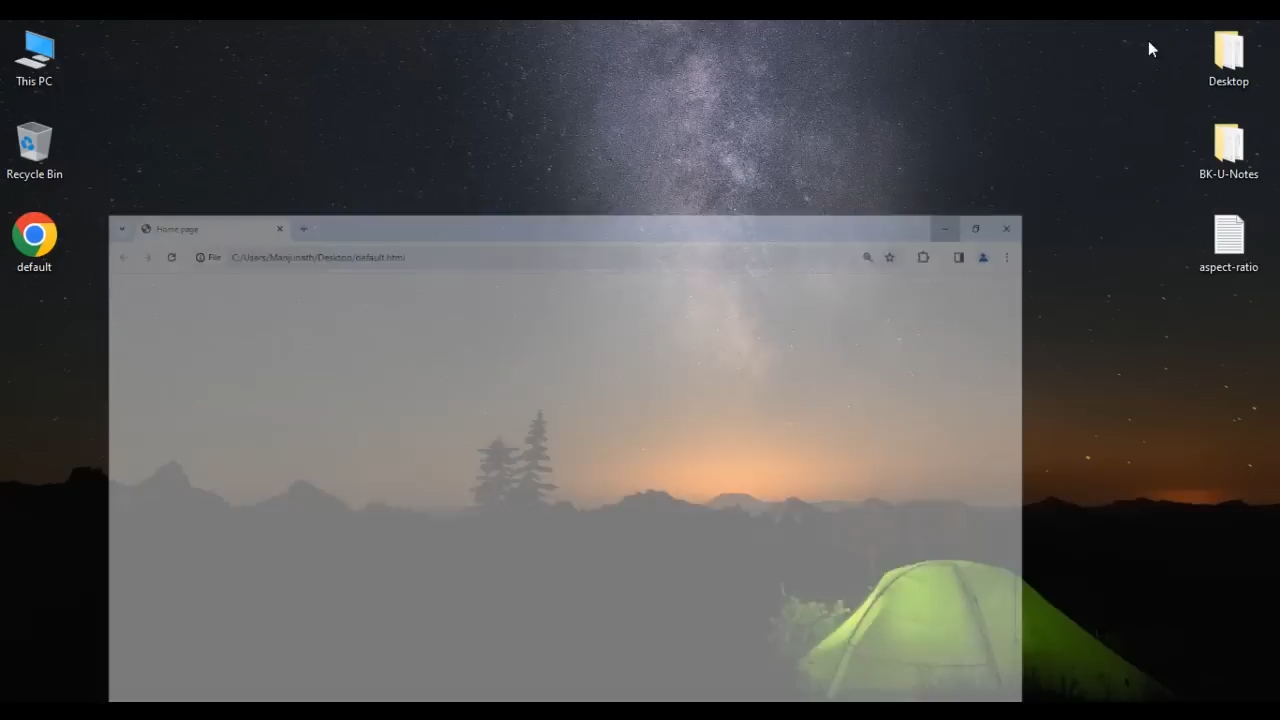 This PC
Desktop
Recycle Bin
BK-U-Notes
Home page
File
C:/Users/Manjunath/Desktop/default.html
default
aspect-ratio